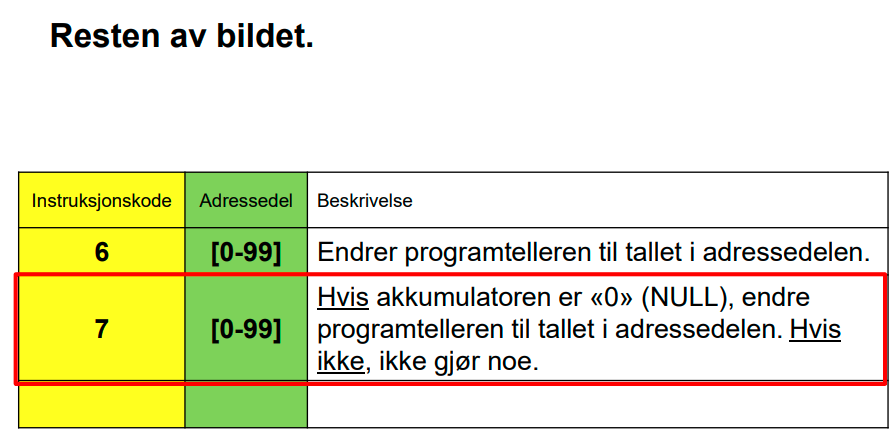 Resten av bildet.
Instruksjonskode Adressedel Beskrivelse
6 [0-99] Endrer programtelleren til tallet i adressedelen.
Hvis akkumulatoren er «0» (NULL), endre
7 [0-99] programtelleren til tallet i adressedelen. Hvis
ikke, ikke gjør noe.